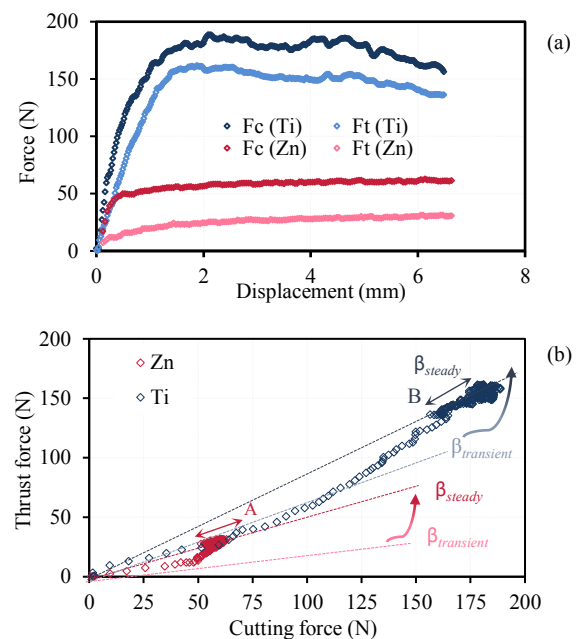 (a)
200
150
100
50
0
Force (N)
Fc (Ti)
Ft (Ti)
Fc (Zn)
Ft (Zn)
0
2
4
6
8
Displacement (mm)
(b)
200
150
100
50
0
Thrust force (N)
Zn
Ti
A
B
βsteady
βtransient
βsteady
βtransient
0
25
50
75
100
125
150
175
200
Cutting force (N)